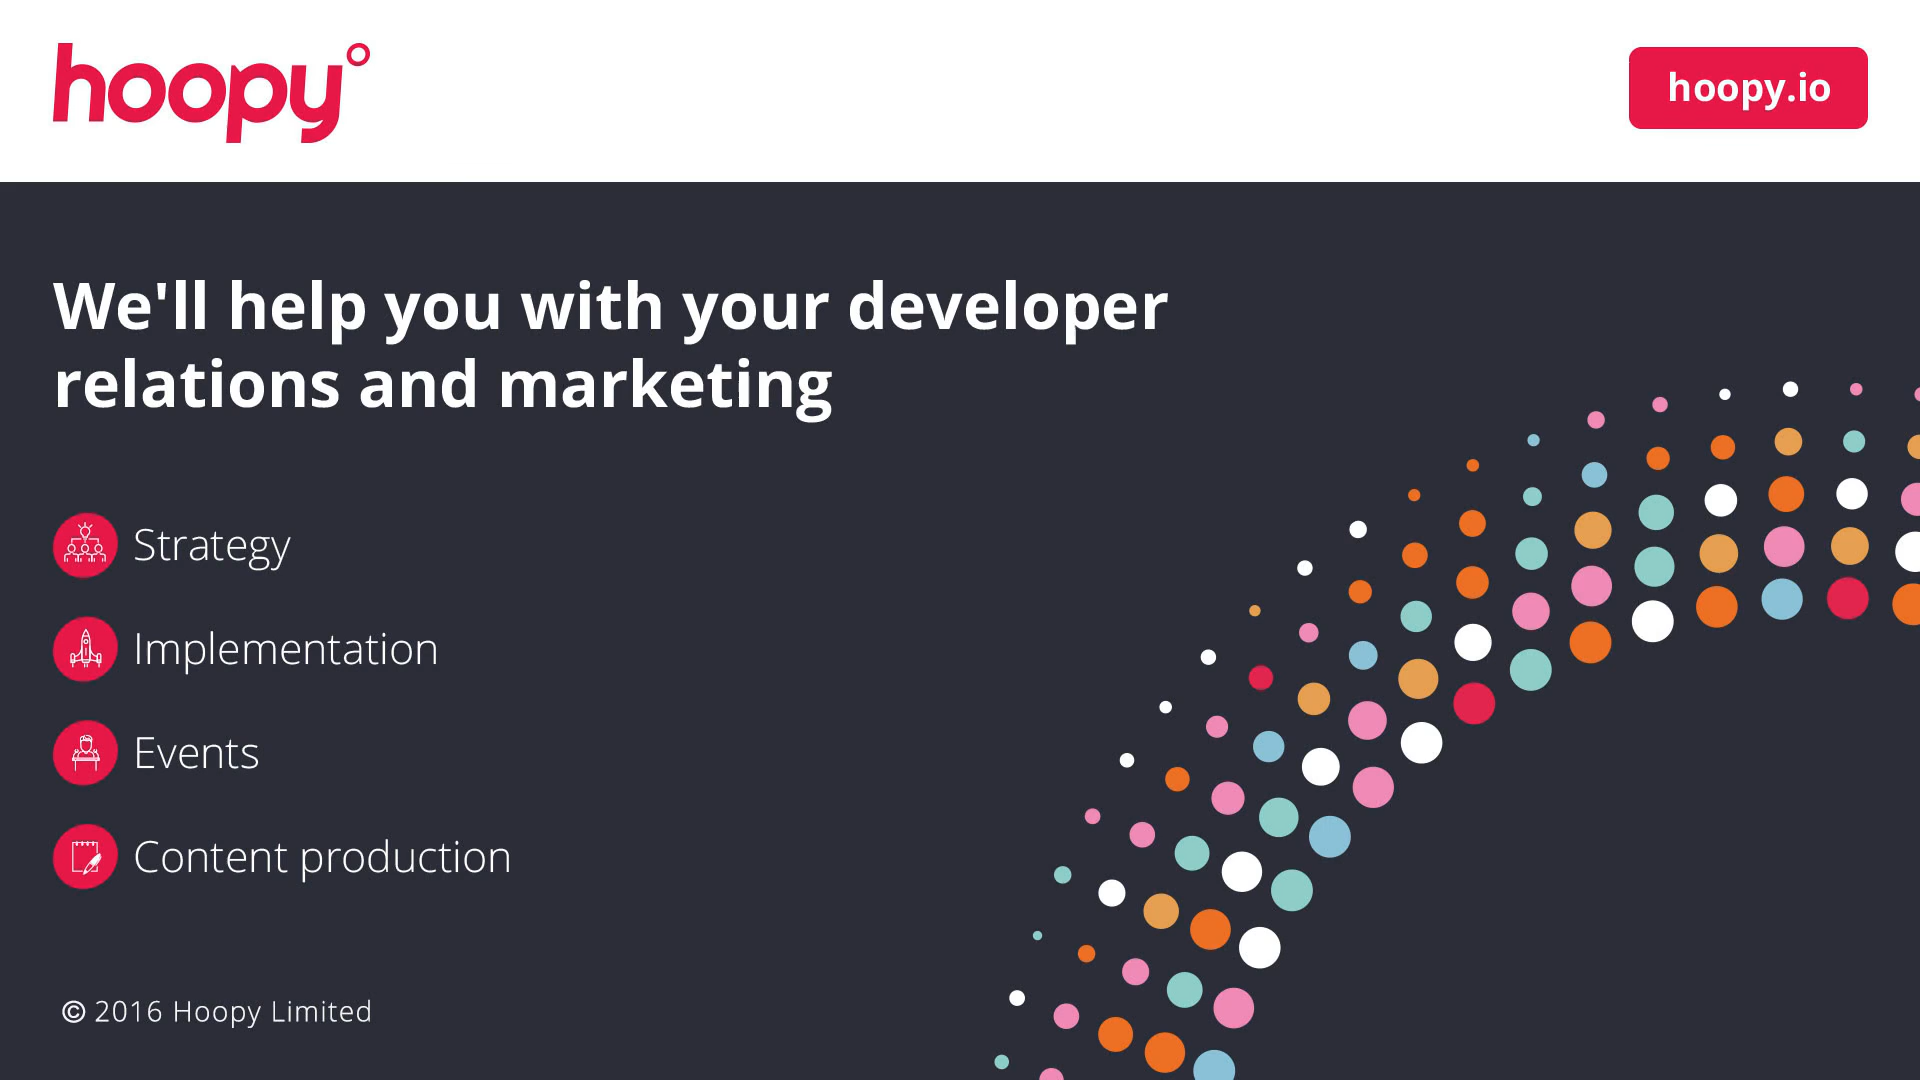 hoopy
hoopy.io
We'll help you with your developer
relations and marketing
Strategy
Implementation
Events
Content production
© 2016 Hoopy Limited